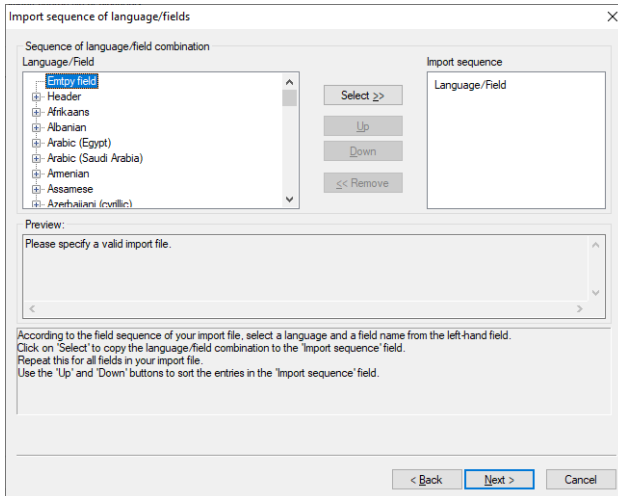 Import sequence of language/fields
Sequence of language/field combination
Language/Field
Emtpy field
Header
Afrikaans
Albanian
Arabic (Egypt)
Arabic (Saudi Arabia)
Armenian
Assamese
Azerbaijani (cyrillic)
Select >>
Up
Down
<< Remove
Import sequence
Language/Field
Preview:
Please specify a valid import file.
According to the field sequence of your import file, select a language and a field name from the left-hand field.
Click on 'Select' to copy the language/field combination to the 'Import sequence' field.
Repeat this for all fields in your import file.
Use the 'Up' and 'Down' buttons to sort the entries in the 'Import sequence' field.
< Back
Next >
Cancel